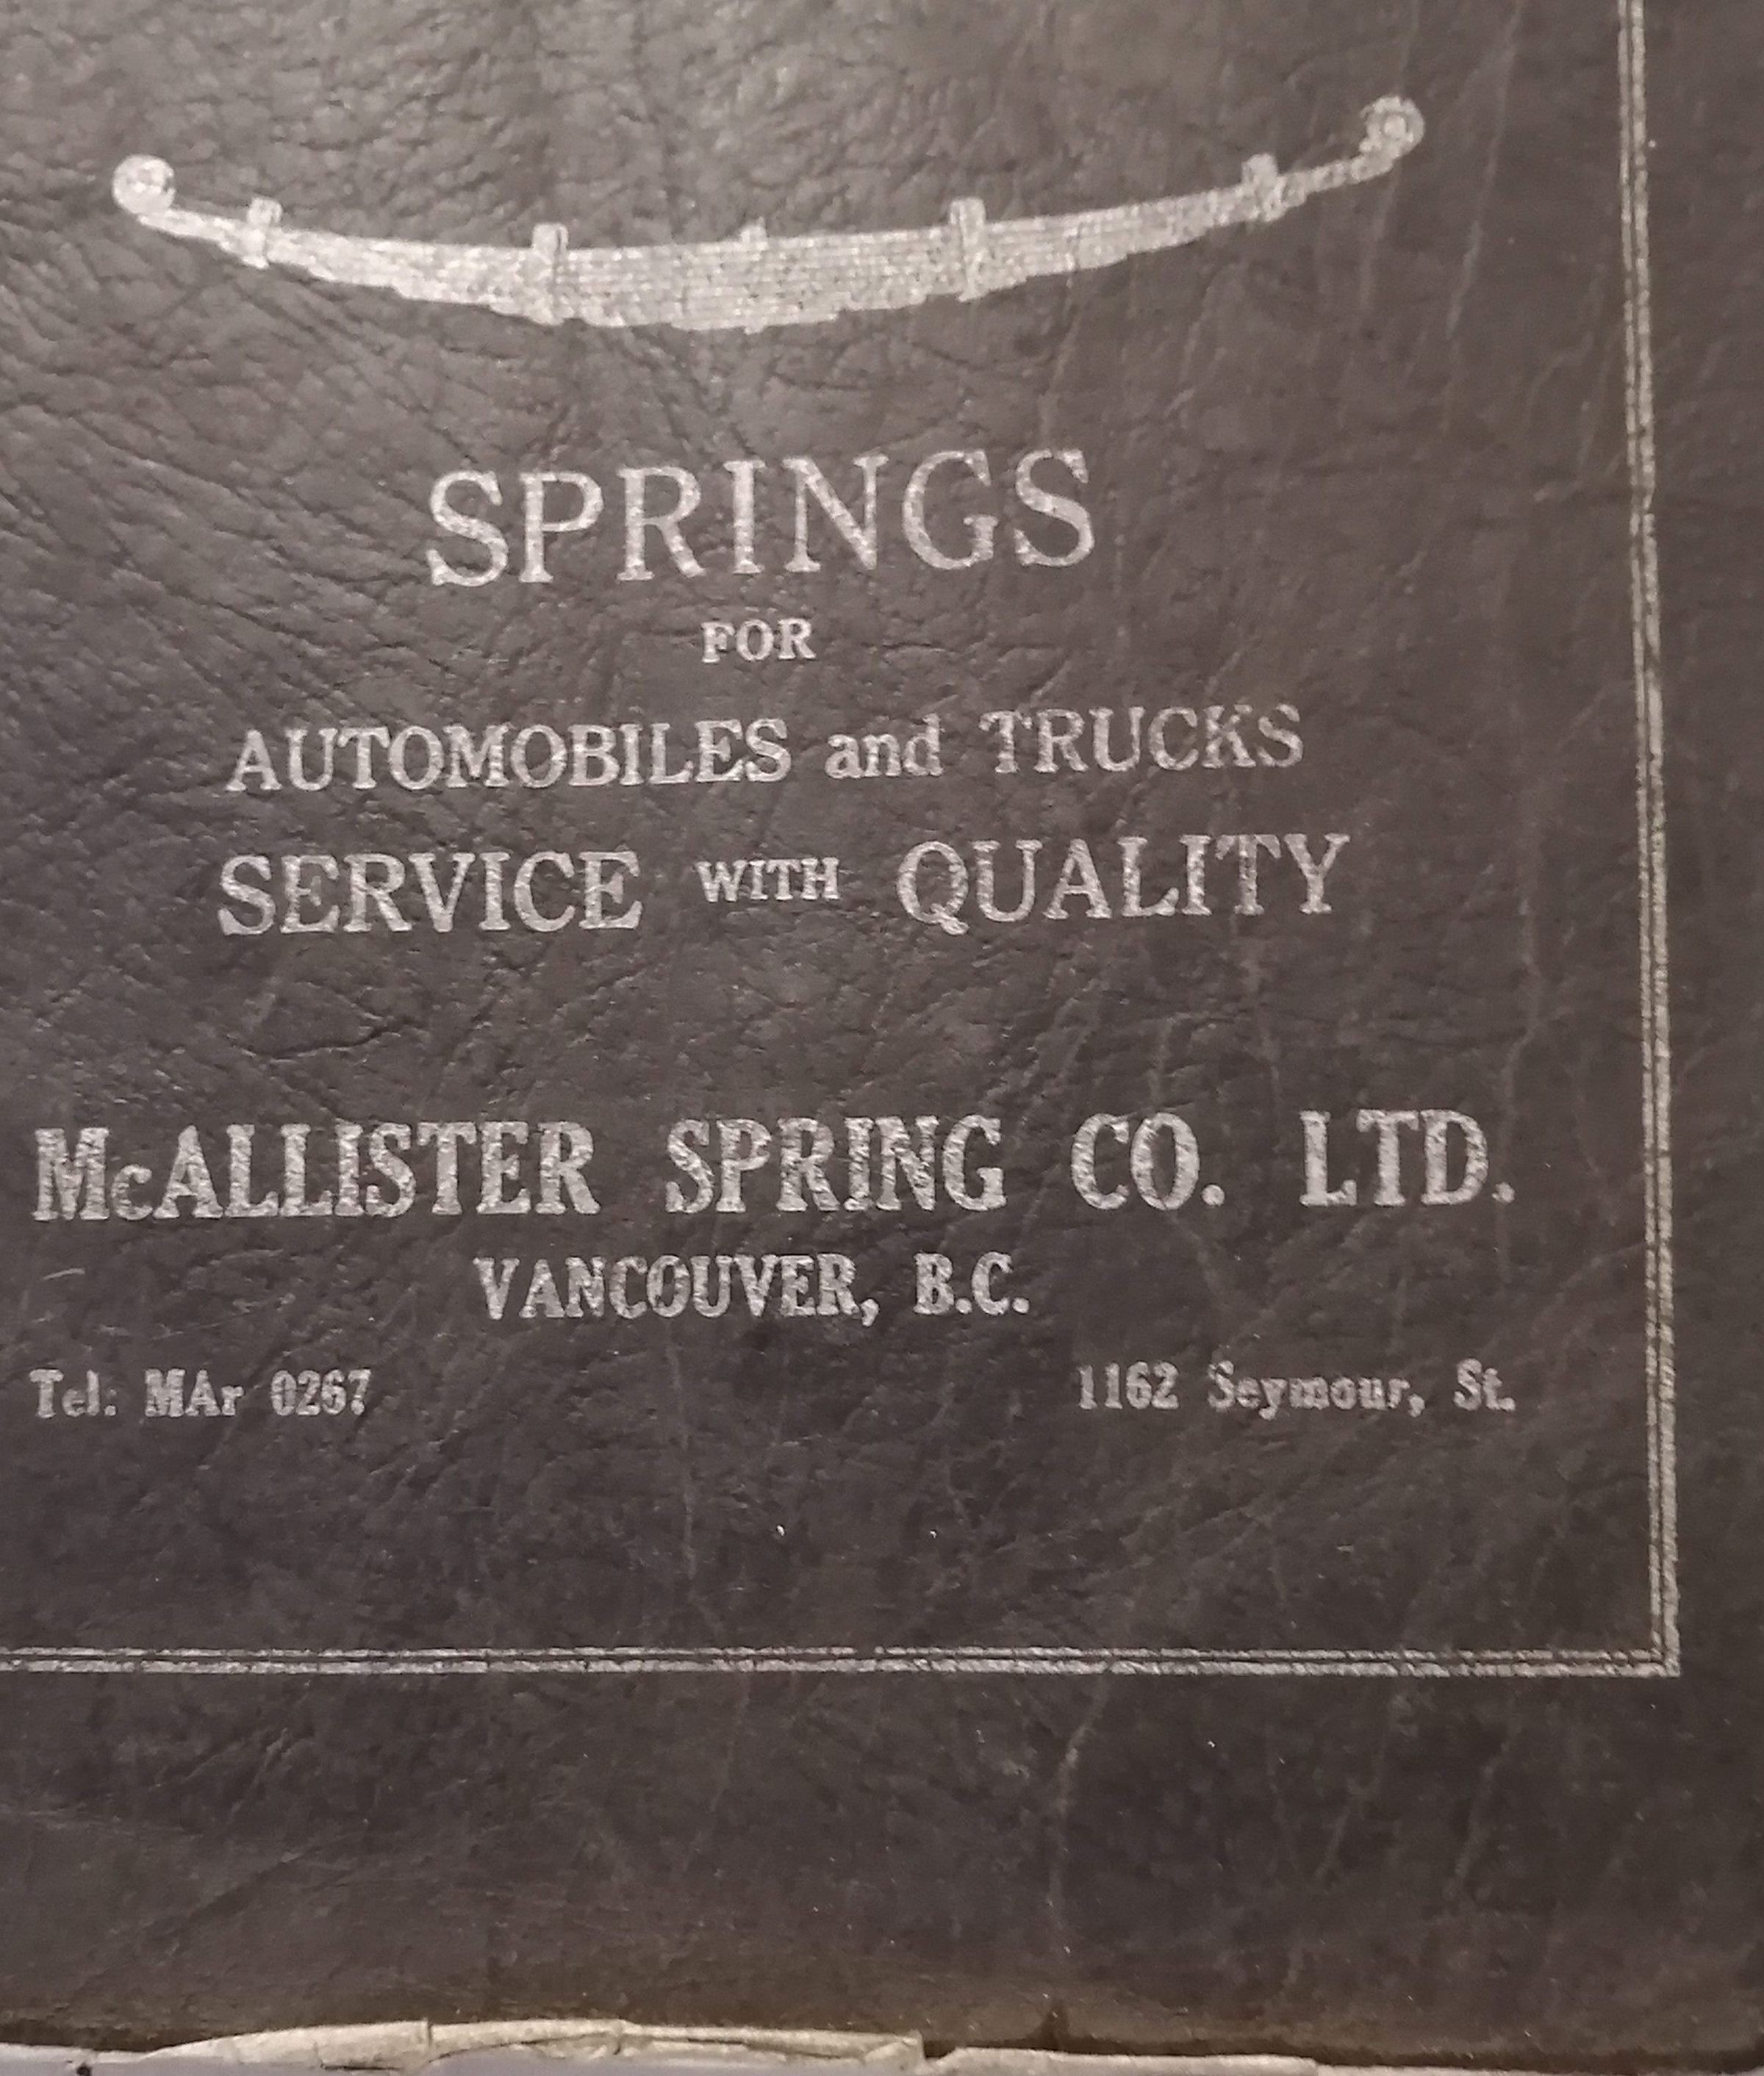 SPRINGS
FOR
AUTOMOBILES and TRUCKS
SERVICE WITH QUALITY
McALLISTER SPRING CO. LTD.
VANCOUVER, B.C.
Tel: MAr 0267 1162 Seymour, St.